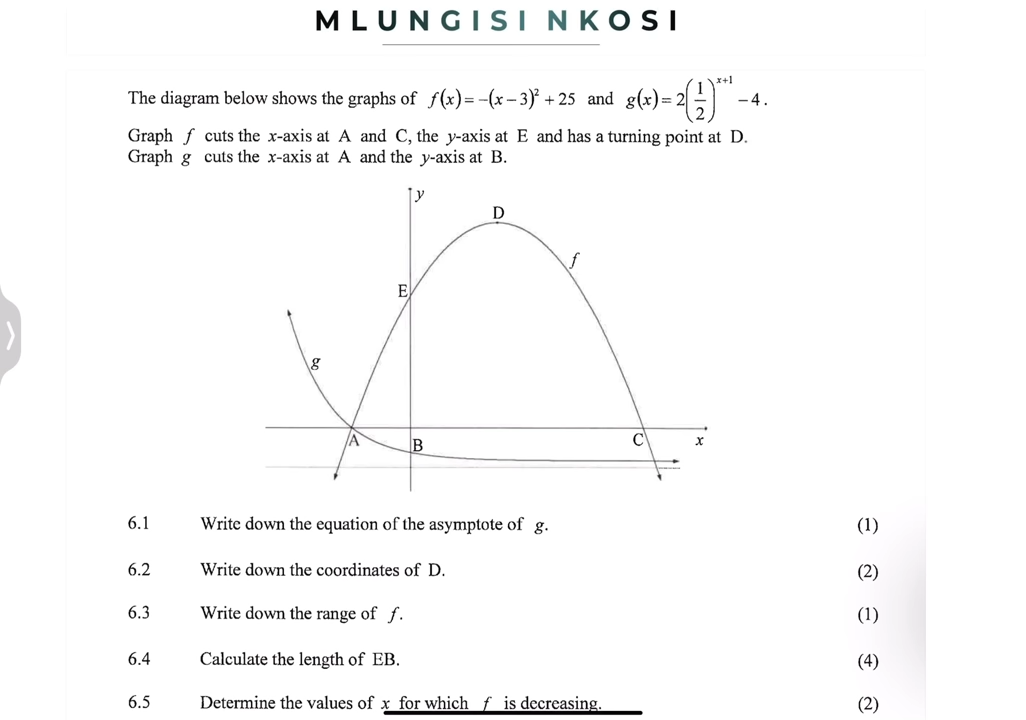 MLUNGISI NKOSI
The diagram below shows the graphs of f(x) = −(x − 3)² + 25 and g(x) = 2(1/2)^(x+1) − 4.
Graph f cuts the x-axis at A and C, the y-axis at E and has a turning point at D.
Graph g cuts the x-axis at A and the y-axis at B.
y
D
f
E
g
A
B
C
x
6.1 Write down the equation of the asymptote of g. (1)
6.2 Write down the coordinates of D. (2)
6.3 Write down the range of f. (1)
6.4 Calculate the length of EB. (4)
6.5 Determine the values of x for which f is decreasing. (2)